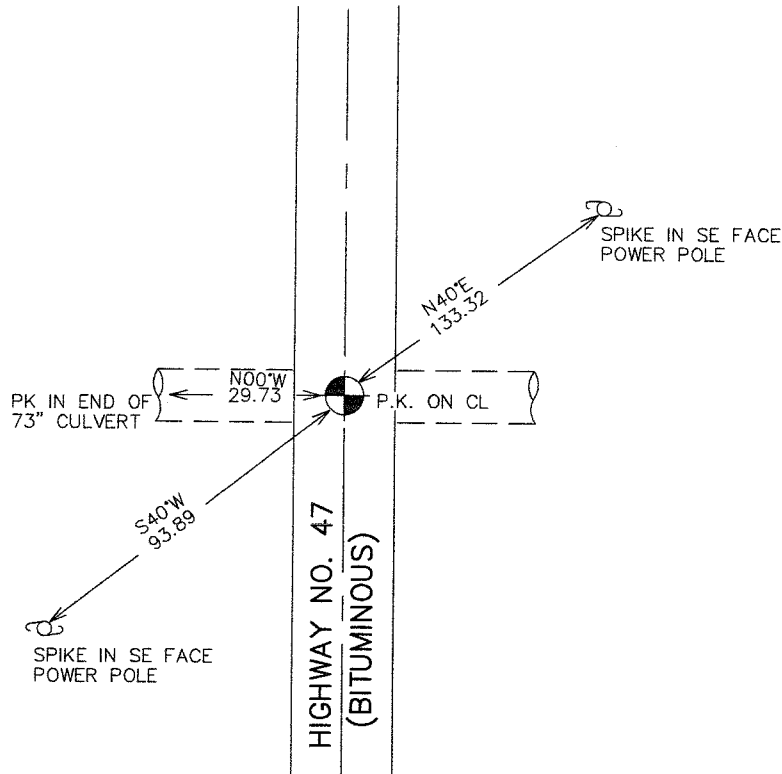 SPIKE IN SE FACE
POWER POLE
N40°E
133.32
N00°W
29.73
PK IN END OF
73" CULVERT
P.K. ON CL
S40°W
93.89
HIGHWAY NO. 47
(BITUMINOUS)
SPIKE IN SE FACE
POWER POLE